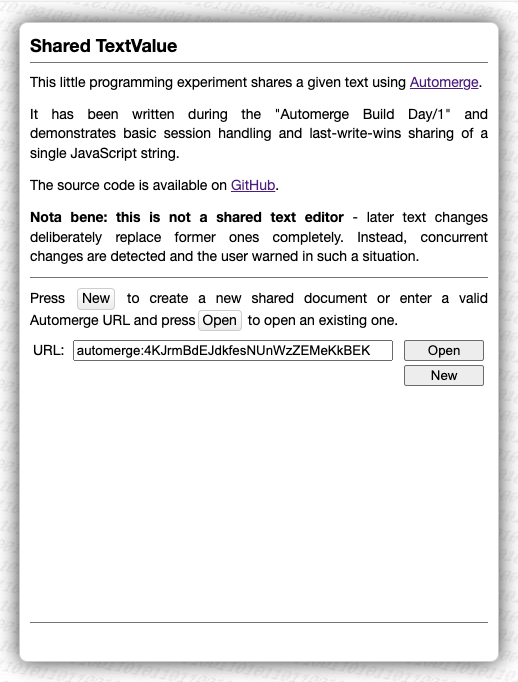 Shared TextValue
This little programming experiment shares a given text using Automerge.
It has been written during the "Automerge Build Day/1" and
demonstrates basic session handling and last-write-wins sharing of a
single JavaScript string.
The source code is available on GitHub.
Nota bene: this is not a shared text editor - later text changes
deliberately replace former ones completely. Instead, concurrent
changes are detected and the user warned in such a situation.
Press New to create a new shared document or enter a valid
Automerge URL and press Open to open an existing one.
URL: automerge:4KJrmBdEJdkfesNUnWzZEMeKkBEK Open
New